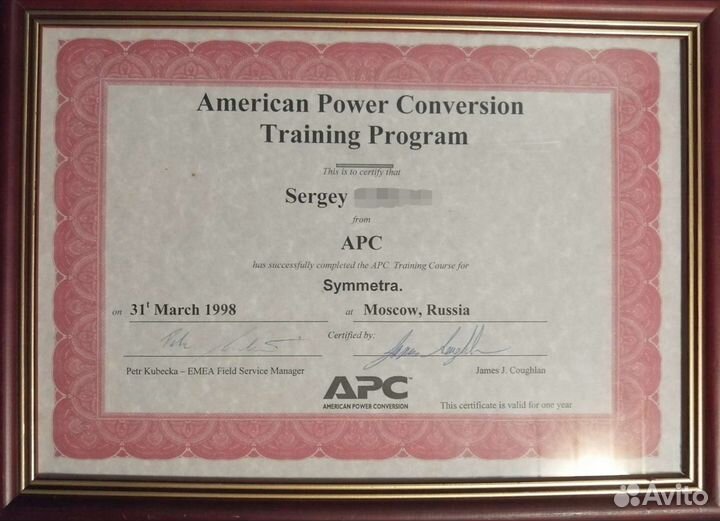 American Power Conversion
Training Program
This is to certify that
Sergey
from
APC
has successfully completed the APC Training Course for
Symmetra.
on 31t March 1998 at Moscow, Russia
Certified by:
Petr Kubecka – EMEA Field Service Manager
James J. Coughlan
APC
AMERICAN POWER CONVERSION
This certificate is valid for one year
Avito